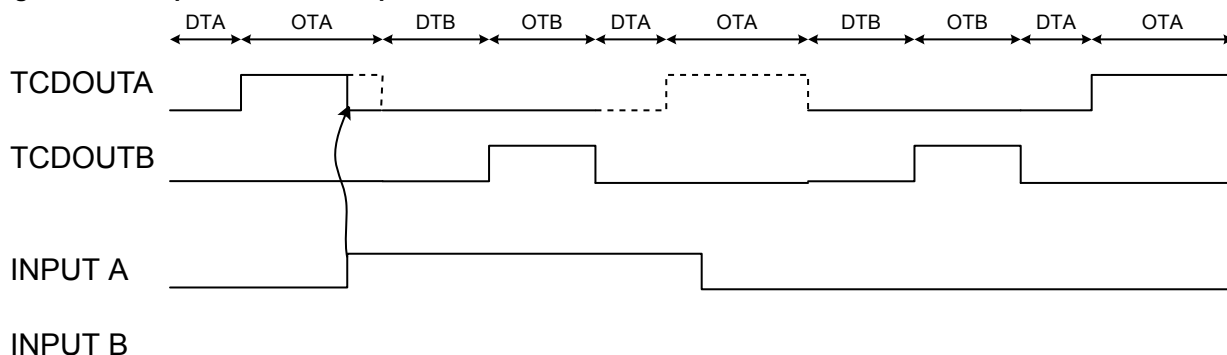 DTA OTA DTB OTB DTA OTA DTB OTB DTA OTA
TCDOUTA
TCDOUTB
INPUT A
INPUT B